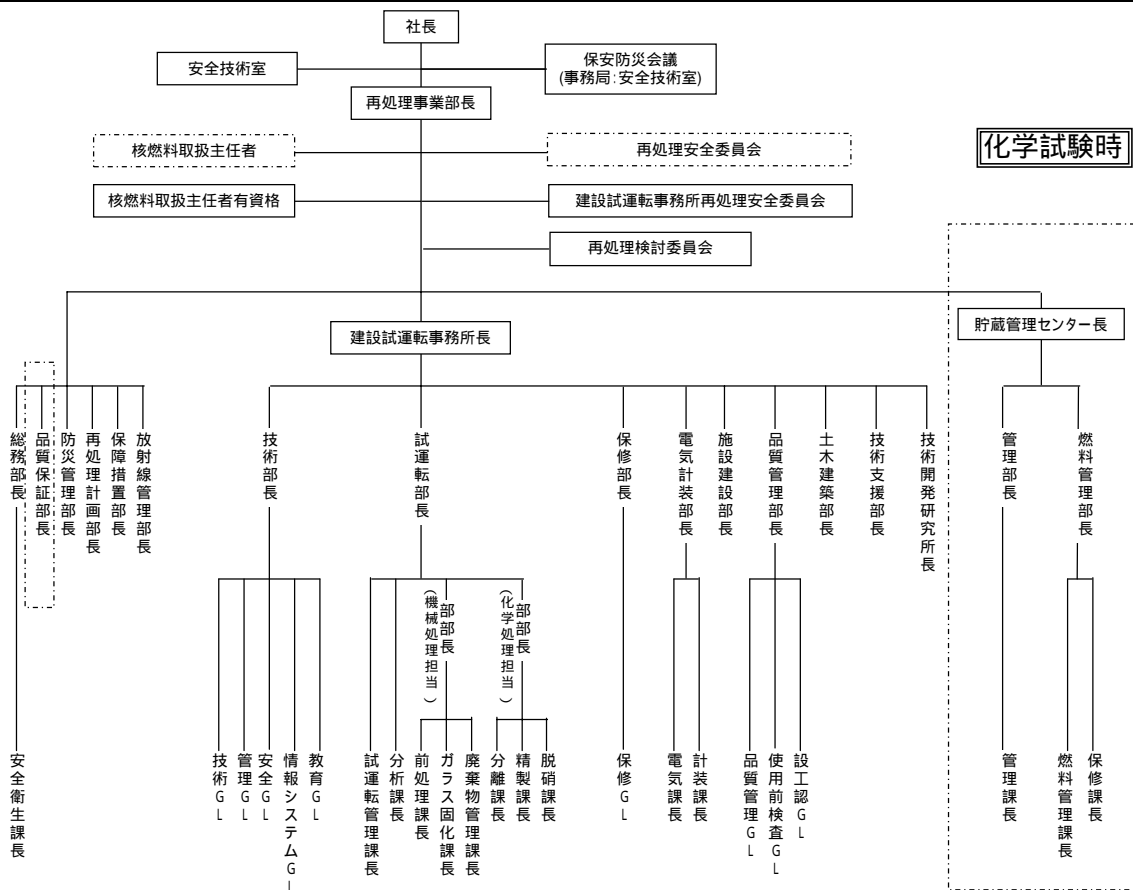 社長
安全技術室
保安防災会議
(事務局:安全技術室)
再処理事業部長
核燃料取扱主任者
再処理安全委員会
化学試験時
核燃料取扱主任者有資格
建設試運転事務所再処理安全委員会
再処理検討委員会
建設試運転事務所長
貯蔵管理センター長
総務部長
品質保証部長
防災管理部長
再処理計画部長
保障措置部長
放射線管理部長
技術部長
試運転部長
保修部長
電気計装部長
施設建設部長
品質管理部長
土木建築部長
技術支援部長
技術開発研究所長
管理部長
燃料管理部長
部部長
(機械処理担当)
部部長
(化学処理担当)
安全衛生課長
技術GL
管理GL
安全GL
情報システムGL
教育GL
試運転管理課長
分析課長
前処理課長
ガラス固化課長
廃棄物管理課長
分離課長
精製課長
脱硝課長
保修GL
電気課長
計装課長
品質管理GL
使用前検査GL
設工認GL
管理課長
燃料管理課長
保修課長